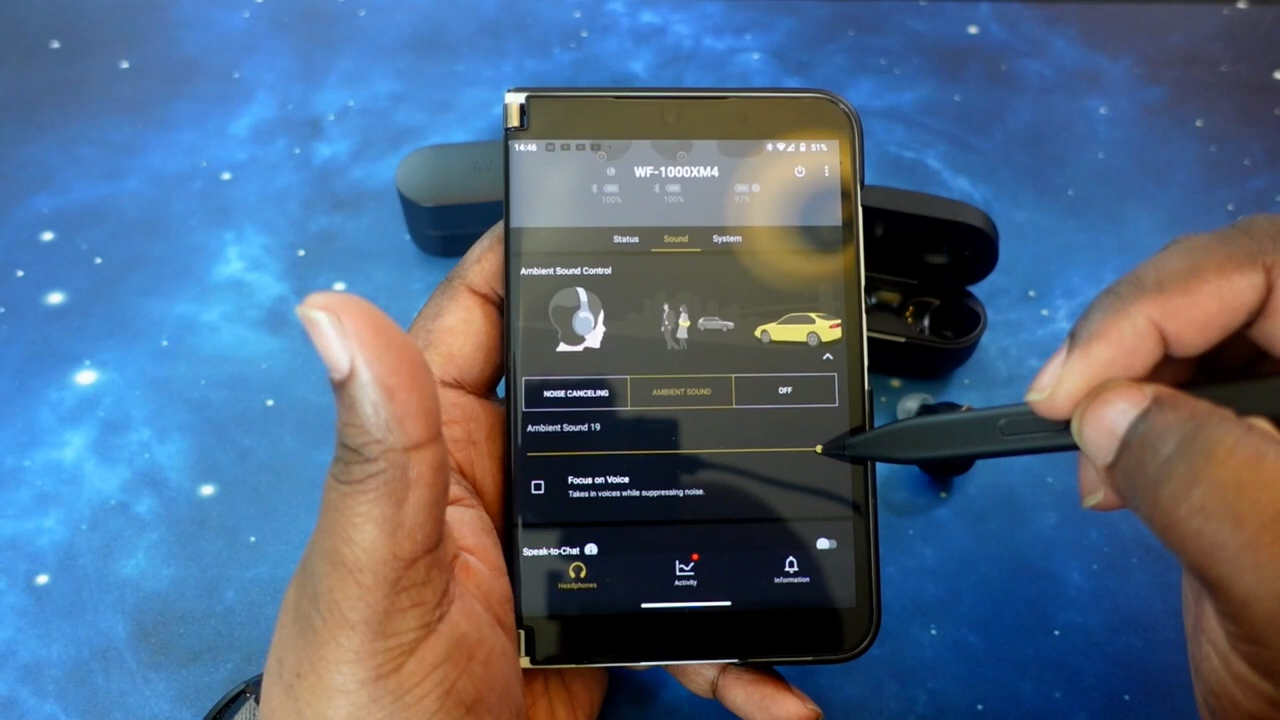 14:46 51%
WF-1000XM4
100% 100% 97%
Status Sound System
Ambient Sound Control
NOISE CANCELING AMBIENT SOUND OFF
Ambient Sound 19
Focus on Voice
Takes in voices while suppressing noise.
Speak-to-Chat
Headphones Activity Information